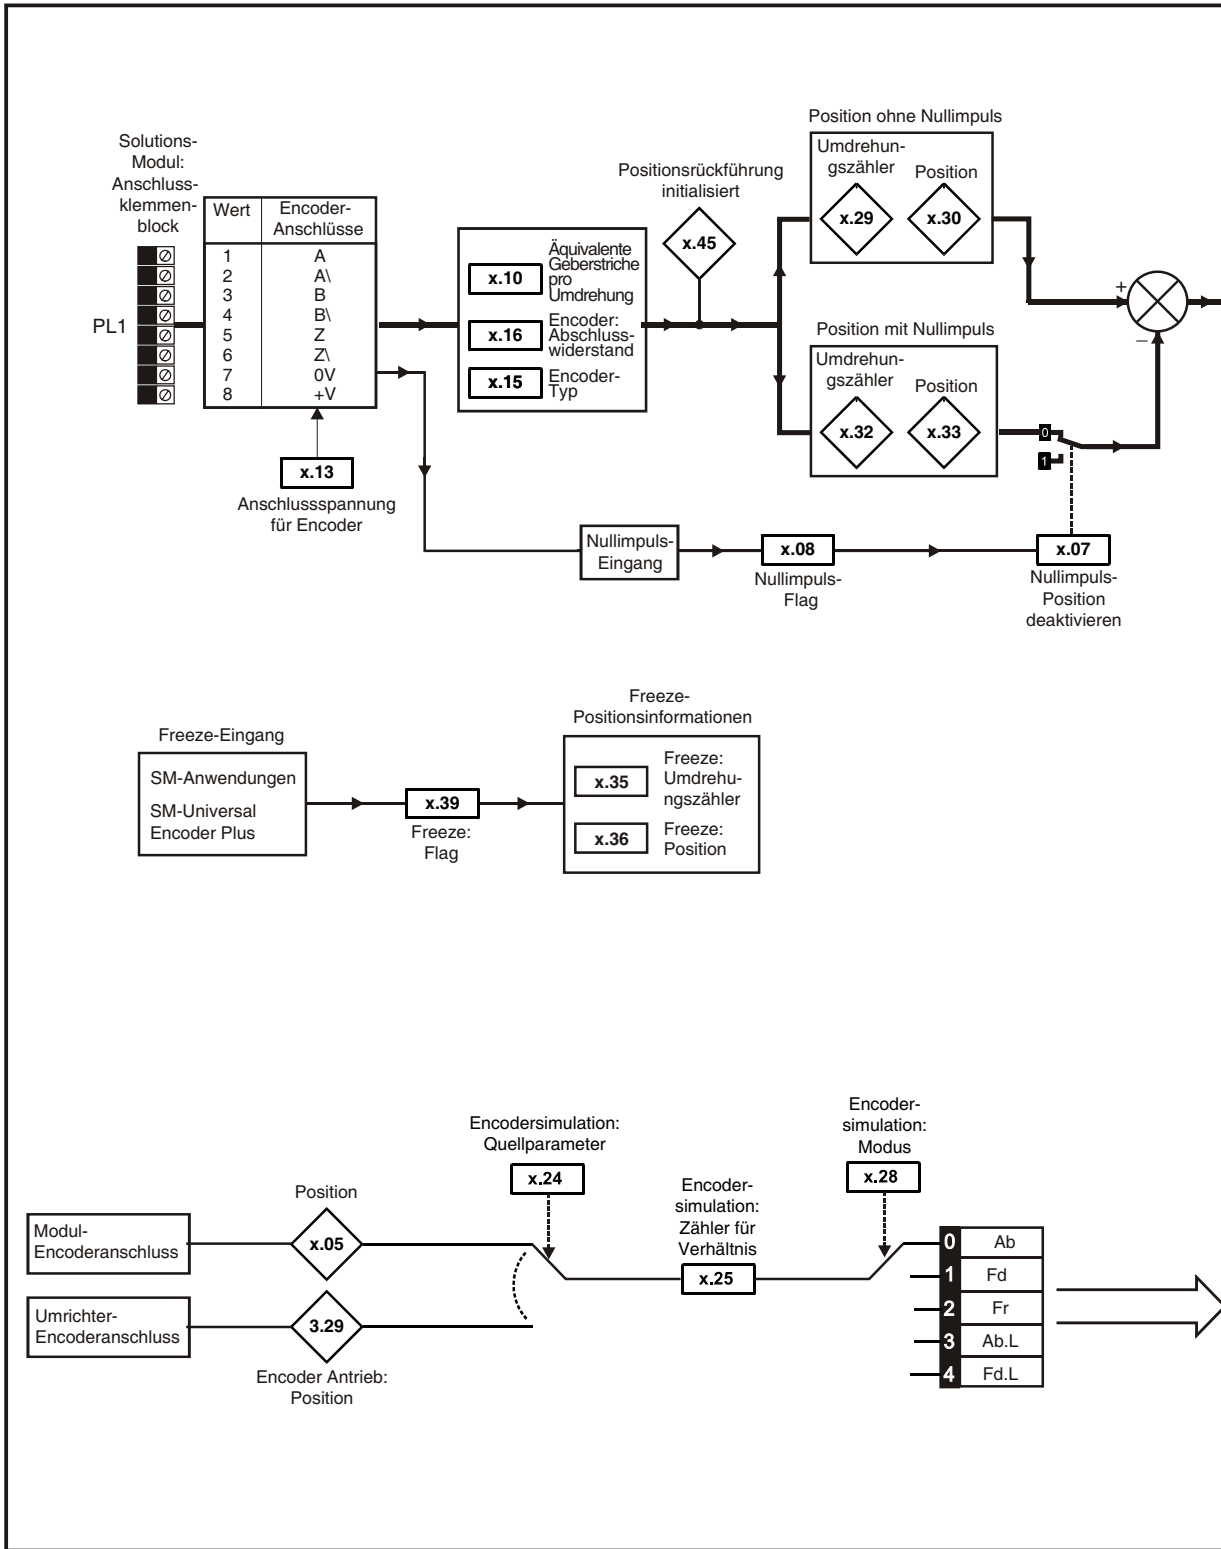 Solutions-
Modul:
Anschluss-
klemmen-
block
PL1
Wert
Encoder-
Anschlüsse
1 A
2 A\
3 B
4 B\
5 Z
6 Z\
7 0V
8 +V
x.13
Anschlussspannung
für Encoder
x.10
Äquivalente
Geberstriche
pro
Umdrehung
x.16
Encoder:
Abschluss-
widerstand
x.15
Encoder-
Typ
Positionsrückführung
initialisiert
x.45
Position ohne Nullimpuls
Umdrehu-
ngszähler
Position
x.29
x.30
Position mit Nullimpuls
Umdrehu-
ngszähler
Position
x.32
x.33
+
−
0
1
Nullimpuls-
Eingang
x.08
Nullimpuls-
Flag
x.07
Nullimpuls-
Position
deaktivieren
Freeze-Eingang
SM-Anwendungen
SM-Universal
Encoder Plus
x.39
Freeze:
Flag
Freeze-
Positionsinformationen
x.35
Freeze:
Umdrehu-
ngszähler
x.36
Freeze:
Position
Modul-
Encoderanschluss
Position
x.05
Umrichter-
Encoderanschluss
3.29
Encoder Antrieb:
Position
Encodersimulation:
Quellparameter
x.24
Encoder-
simulation:
Zähler für
Verhältnis
x.25
Encoder-
simulation:
Modus
x.28
0 Ab
1 Fd
2 Fr
3 Ab.L
4 Fd.L